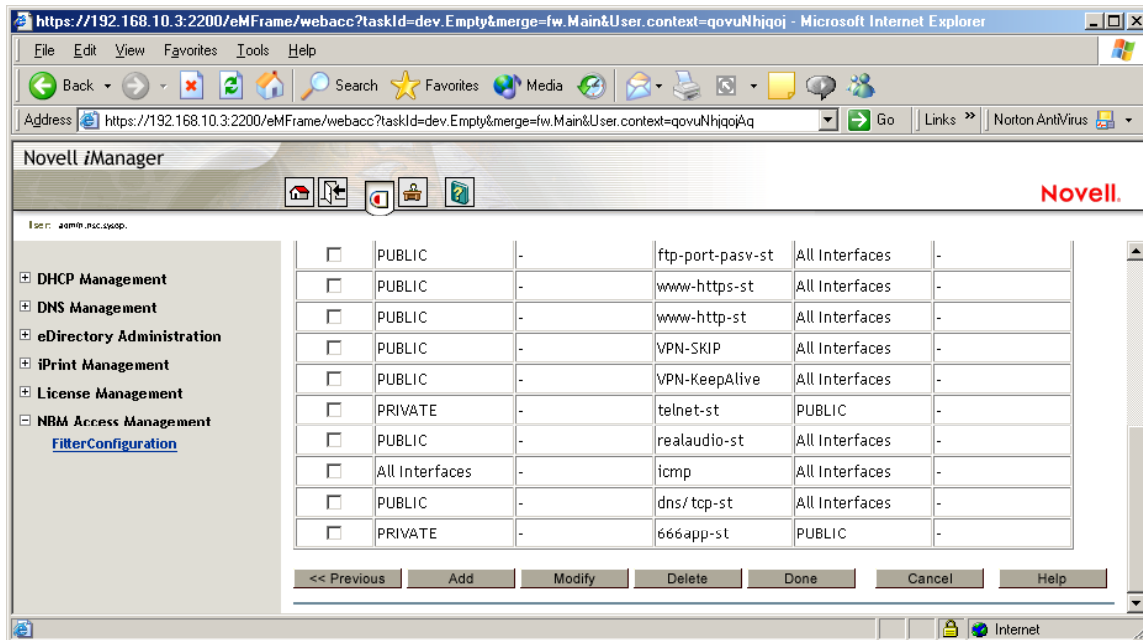 https://192.168.10.3:2200/eMFrame/webacc?taskId=dev.Empty&merge=fw.Main&User.context=qovuNhjqoj - Microsoft Internet Explorer
File Edit View Favorites Tools Help
Back Search Favorites Media
Address https://192.168.10.3:2200/eMFrame/webacc?taskId=dev.Empty&merge=fw.Main&User.context=qovuNhjqojAq Go Links » Norton AntiVirus
Novell iManager
Novell.
User: admin.nsc.sysop.
DHCP Management
DNS Management
eDirectory Administration
iPrint Management
License Management
NBM Access Management
FilterConfiguration
PUBLIC - ftp-port-pasv-st All Interfaces -
PUBLIC - www-https-st All Interfaces -
PUBLIC - www-http-st All Interfaces -
PUBLIC - VPN-SKIP All Interfaces -
PUBLIC - VPN-KeepAlive All Interfaces -
PRIVATE - telnet-st PUBLIC -
PUBLIC - realaudio-st All Interfaces -
All Interfaces - icmp All Interfaces -
PUBLIC - dns/tcp-st All Interfaces -
PRIVATE - 666app-st PUBLIC -
<< Previous Add Modify Delete Done Cancel Help
Internet